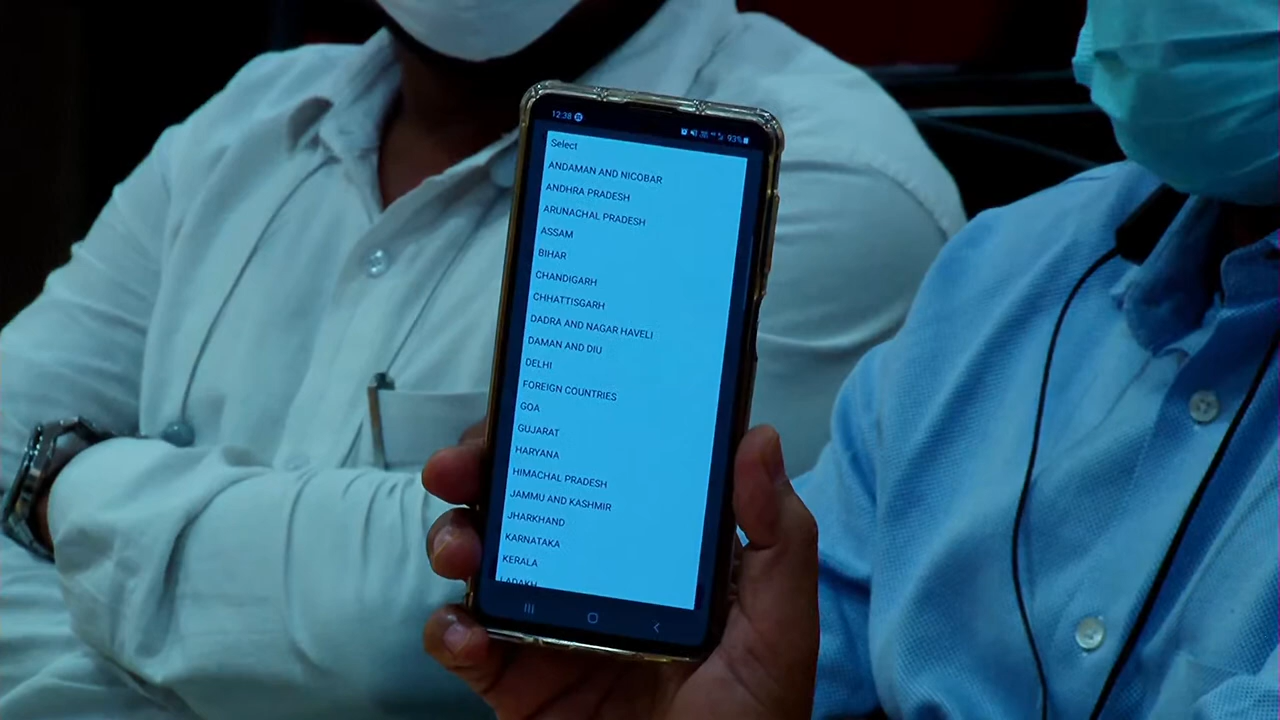 12:38
93%
Select
ANDAMAN AND NICOBAR
ANDHRA PRADESH
ARUNACHAL PRADESH
ASSAM
BIHAR
CHANDIGARH
CHHATTISGARH
DADRA AND NAGAR HAVELI
DAMAN AND DIU
DELHI
FOREIGN COUNTRIES
GOA
GUJARAT
HARYANA
HIMACHAL PRADESH
JAMMU AND KASHMIR
JHARKHAND
KARNATAKA
KERALA
LADAKH